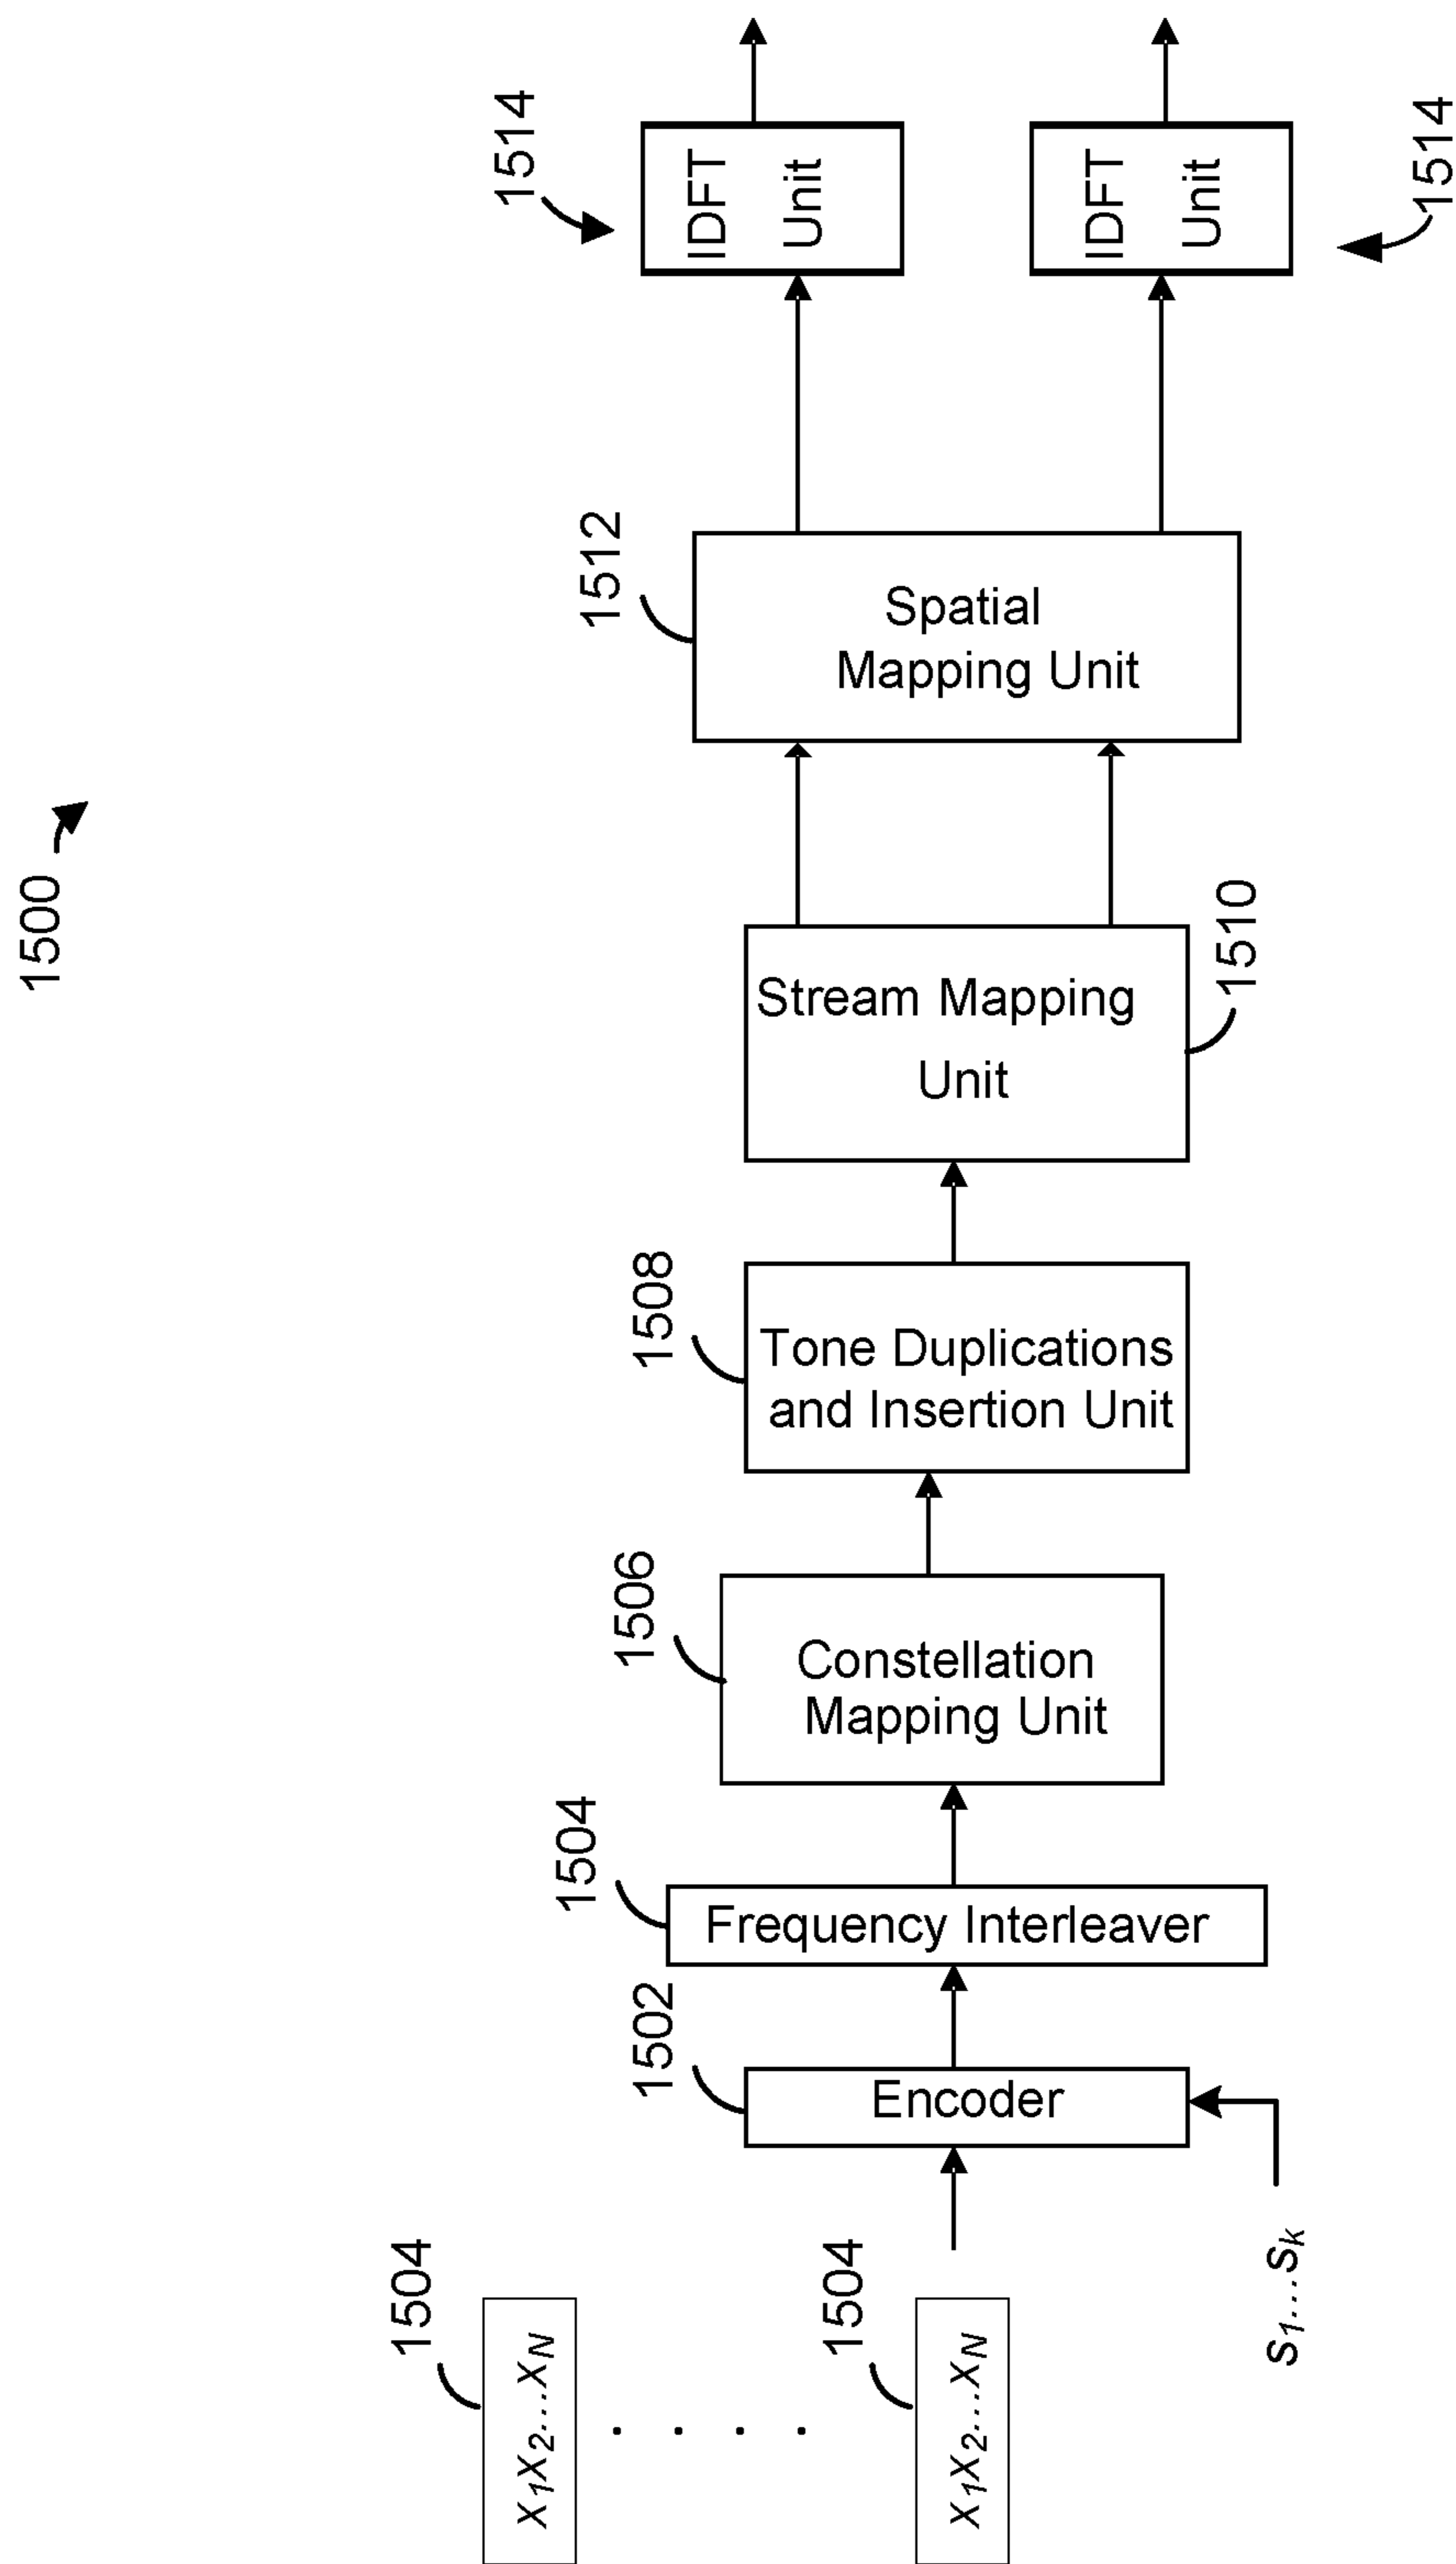 1500
1514
IDFT
Unit
IDFT
Unit
1514
1512
Spatial
Mapping Unit
Stream Mapping
Unit
1510
1508
Tone Duplications
and Insertion Unit
1506
Constellation
Mapping Unit
1504
Frequency Interleaver
1502
Encoder
1504
x1x2...xN
. . . .
1504
x1x2...xN
s1...sk